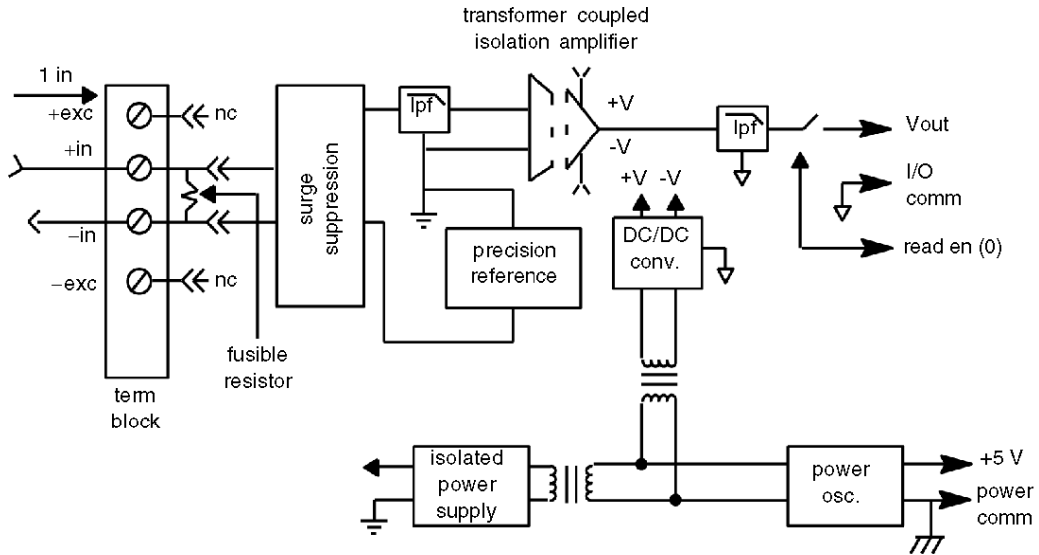 transformer coupled
isolation amplifier
1 in
+exc
nc
+in
−in
−exc
nc
surge
suppression
lpf
+V
-V
lpf
Vout
I/O
comm
read en (0)
+V -V
DC/DC
conv.
precision
reference
fusible
resistor
term
block
isolated
power
supply
power
osc.
+5 V
power
comm